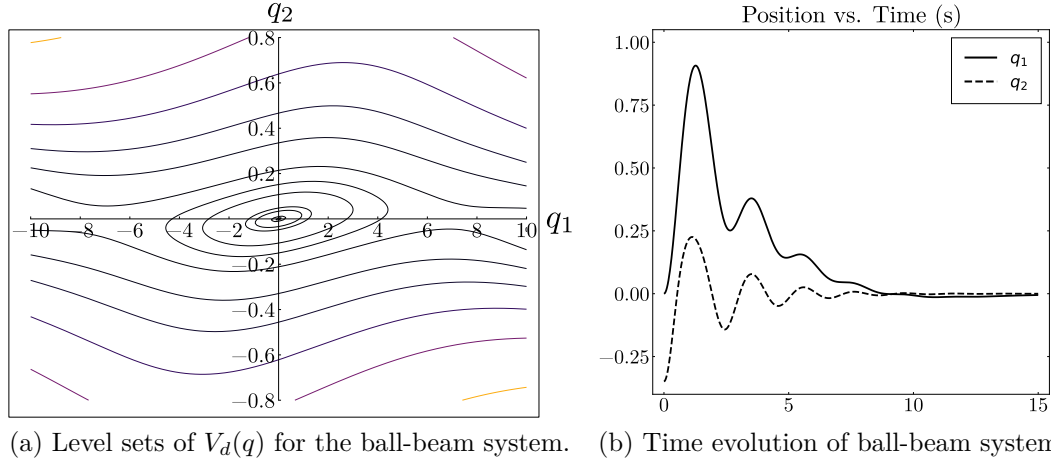 q₂
0.8
0.6
0.4
0.2
−10 −8 −6 −4 −2 2 4 6 8 10 q₁
−0.2
−0.4
−0.6
−0.8
(a) Level sets of V_d(q) for the ball-beam system.
Position vs. Time (s)
1.00
0.75
0.50
0.25
0.00
−0.25
0 5 10 15
q₁
q₂
(b) Time evolution of ball-beam system